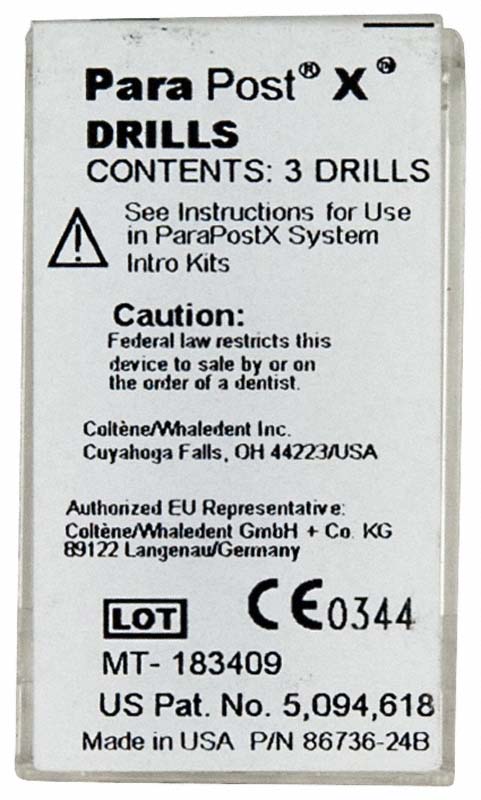 Para Post® X®
DRILLS
CONTENTS: 3 DRILLS
See Instructions for Use
in ParaPostX System
Intro Kits
Caution:
Federal law restricts this
device to sale by or on
the order of a dentist.
Coltène/Whaledent Inc.
Cuyahoga Falls, OH 44223/USA
Authorized EU Representative:
Coltène/Whaledent GmbH + Co. KG
89122 Langenau/Germany
LOT CE0344
MT- 183409
US Pat. No. 5,094,618
Made in USA P/N 86736-24B